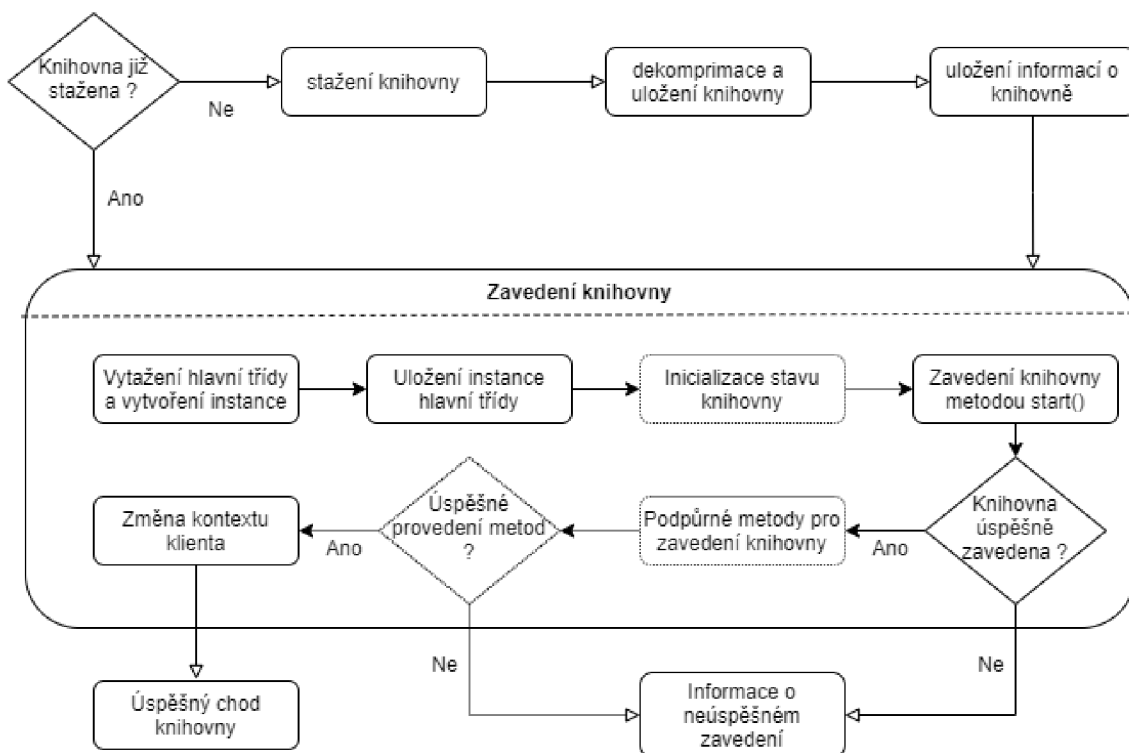 Knihovna již
stažena ?
Ne
stažení knihovny
dekomprimace a
uložení knihovny
uložení informací o
knihovně
Ano
Zavedení knihovny
Vytažení hlavní třídy
a vytvoření instance
Uložení instance
hlavní třídy
Inicializace stavu
knihovny
Zavedení knihovny
metodou start()
Knihovna
úspěšně
zavedena ?
Ano
Podpůrné metody pro
zavedení knihovny
Úspěšné
provedení metod
?
Ano
Změna kontextu
klienta
Ne
Ne
Úspěšný chod
knihovny
Informace o
neúspěšném
zavedení